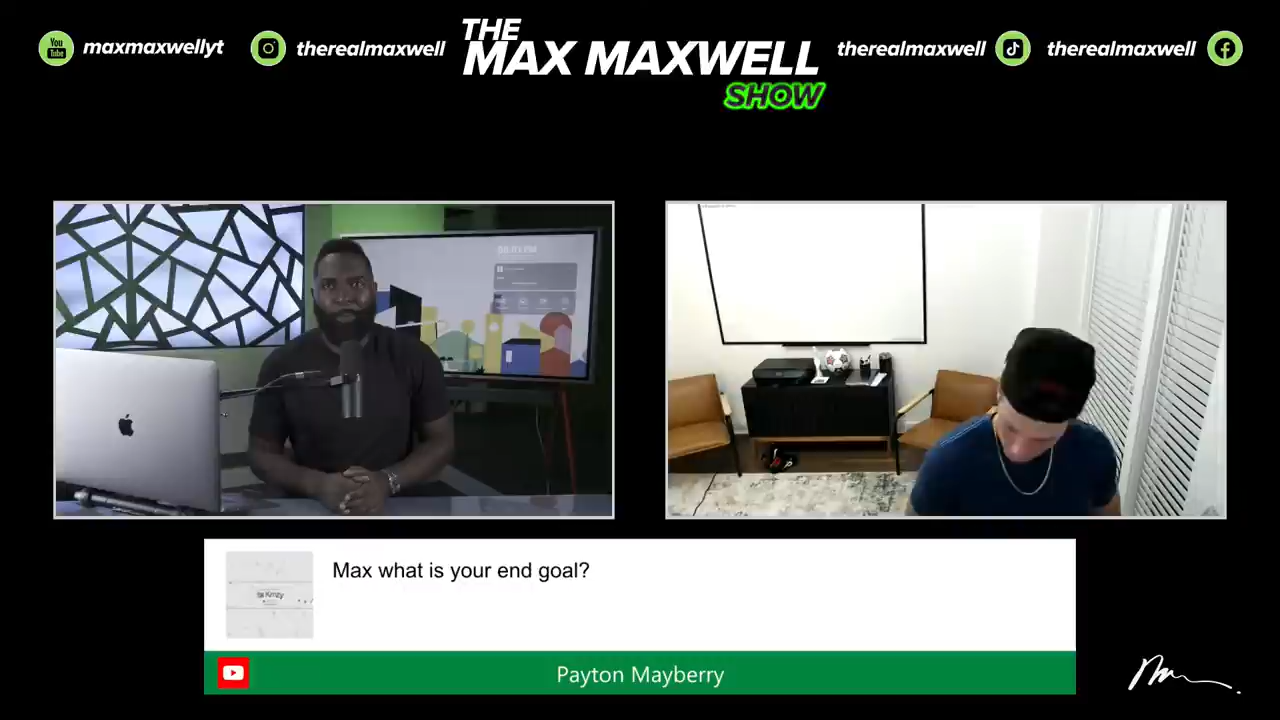 maxmaxwellyt
therealmaxwell
THE
MAX MAXWELL
SHOW
therealmaxwell
therealmaxwell
Max what is your end goal?
Payton Mayberry